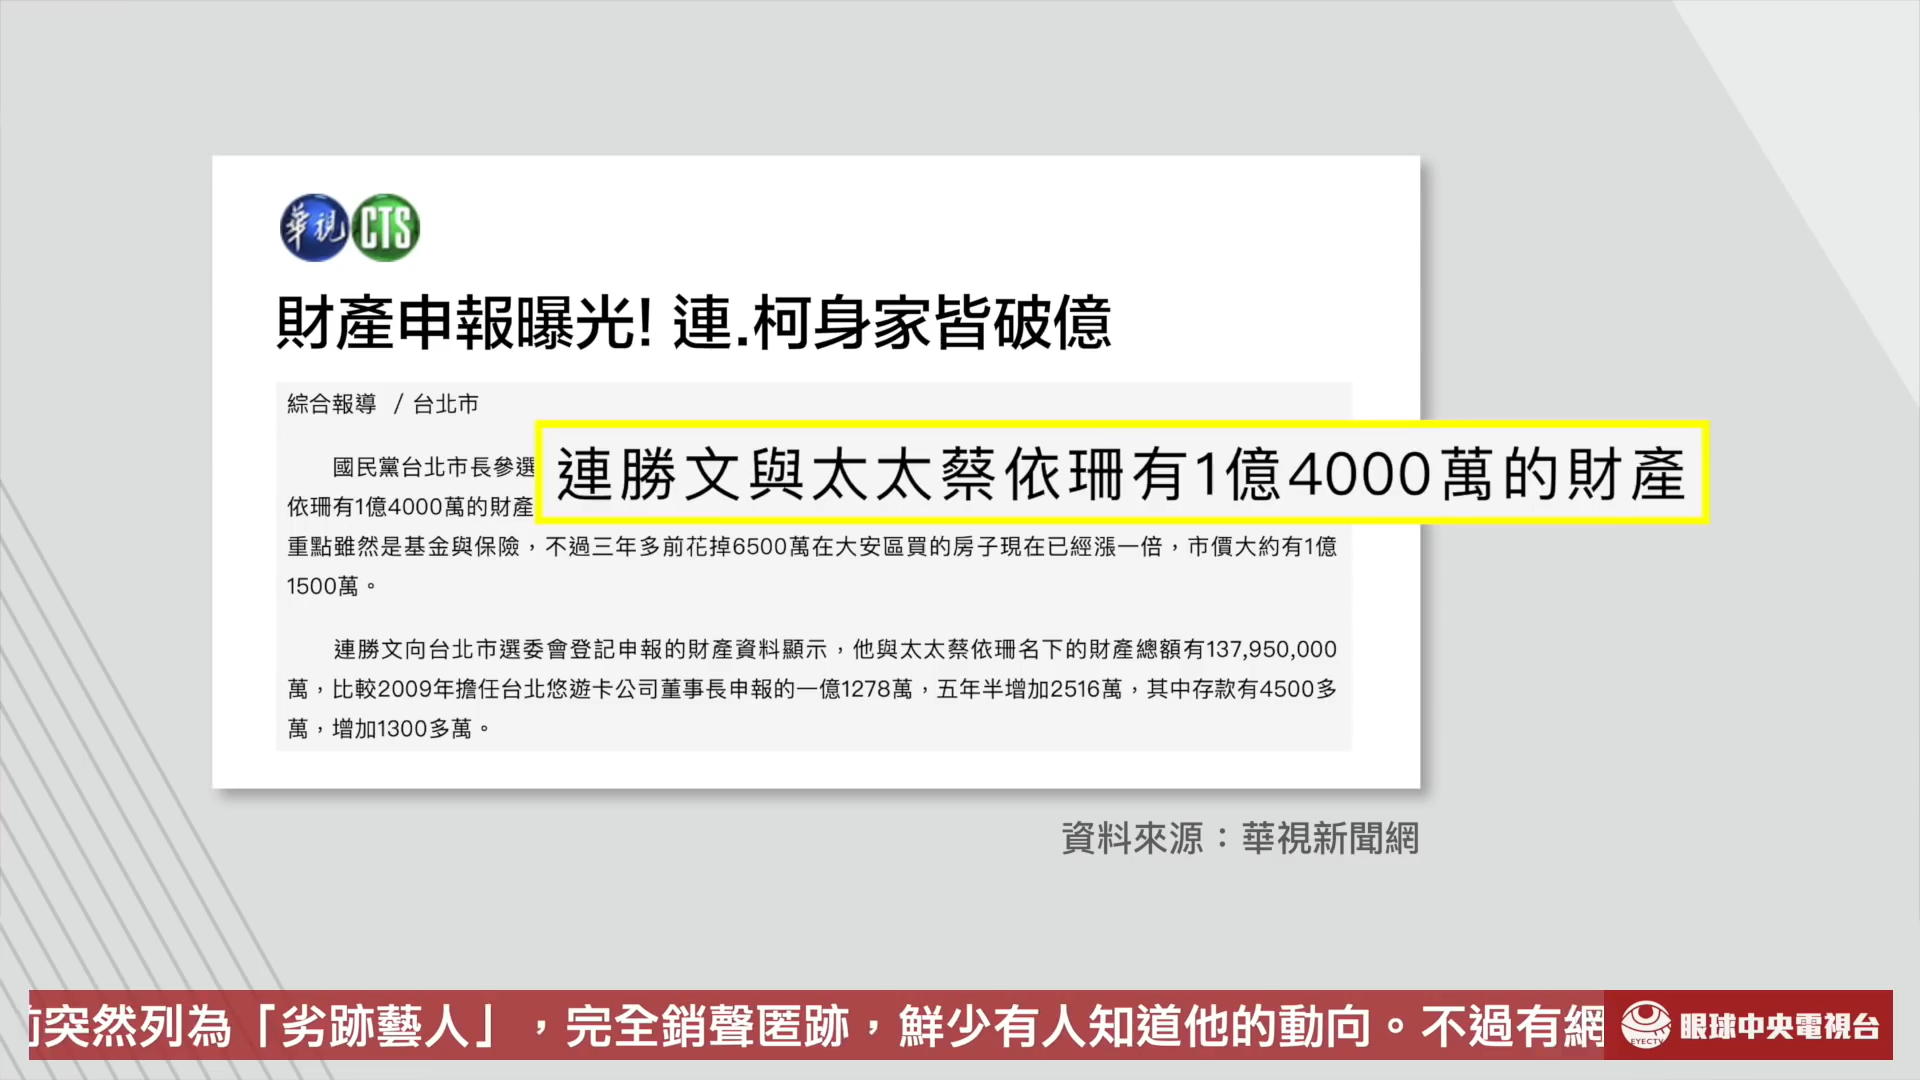 華視 CTS
財產申報曝光! 連.柯身家皆破億
綜合報導 / 台北市
國民黨台北市長參選
連勝文與太太蔡依珊有1億4000萬的財產
依珊有1億4000萬的財產
重點雖然是基金與保險，不過三年多前花掉6500萬在大安區買的房子現在已經漲一倍，市價大約有1億
1500萬。
連勝文向台北市選委會登記申報的財產資料顯示，他與太太蔡依珊名下的財產總額有137,950,000
萬，比較2009年擔任台北悠遊卡公司董事長申報的一億1278萬，五年半增加2516萬，其中存款有4500多
萬，增加1300多萬。
資料來源：華視新聞網
突然列為「劣跡藝人」，完全銷聲匿跡，鮮少有人知道他的動向。不過有網
EYECTV 眼球中央電視台